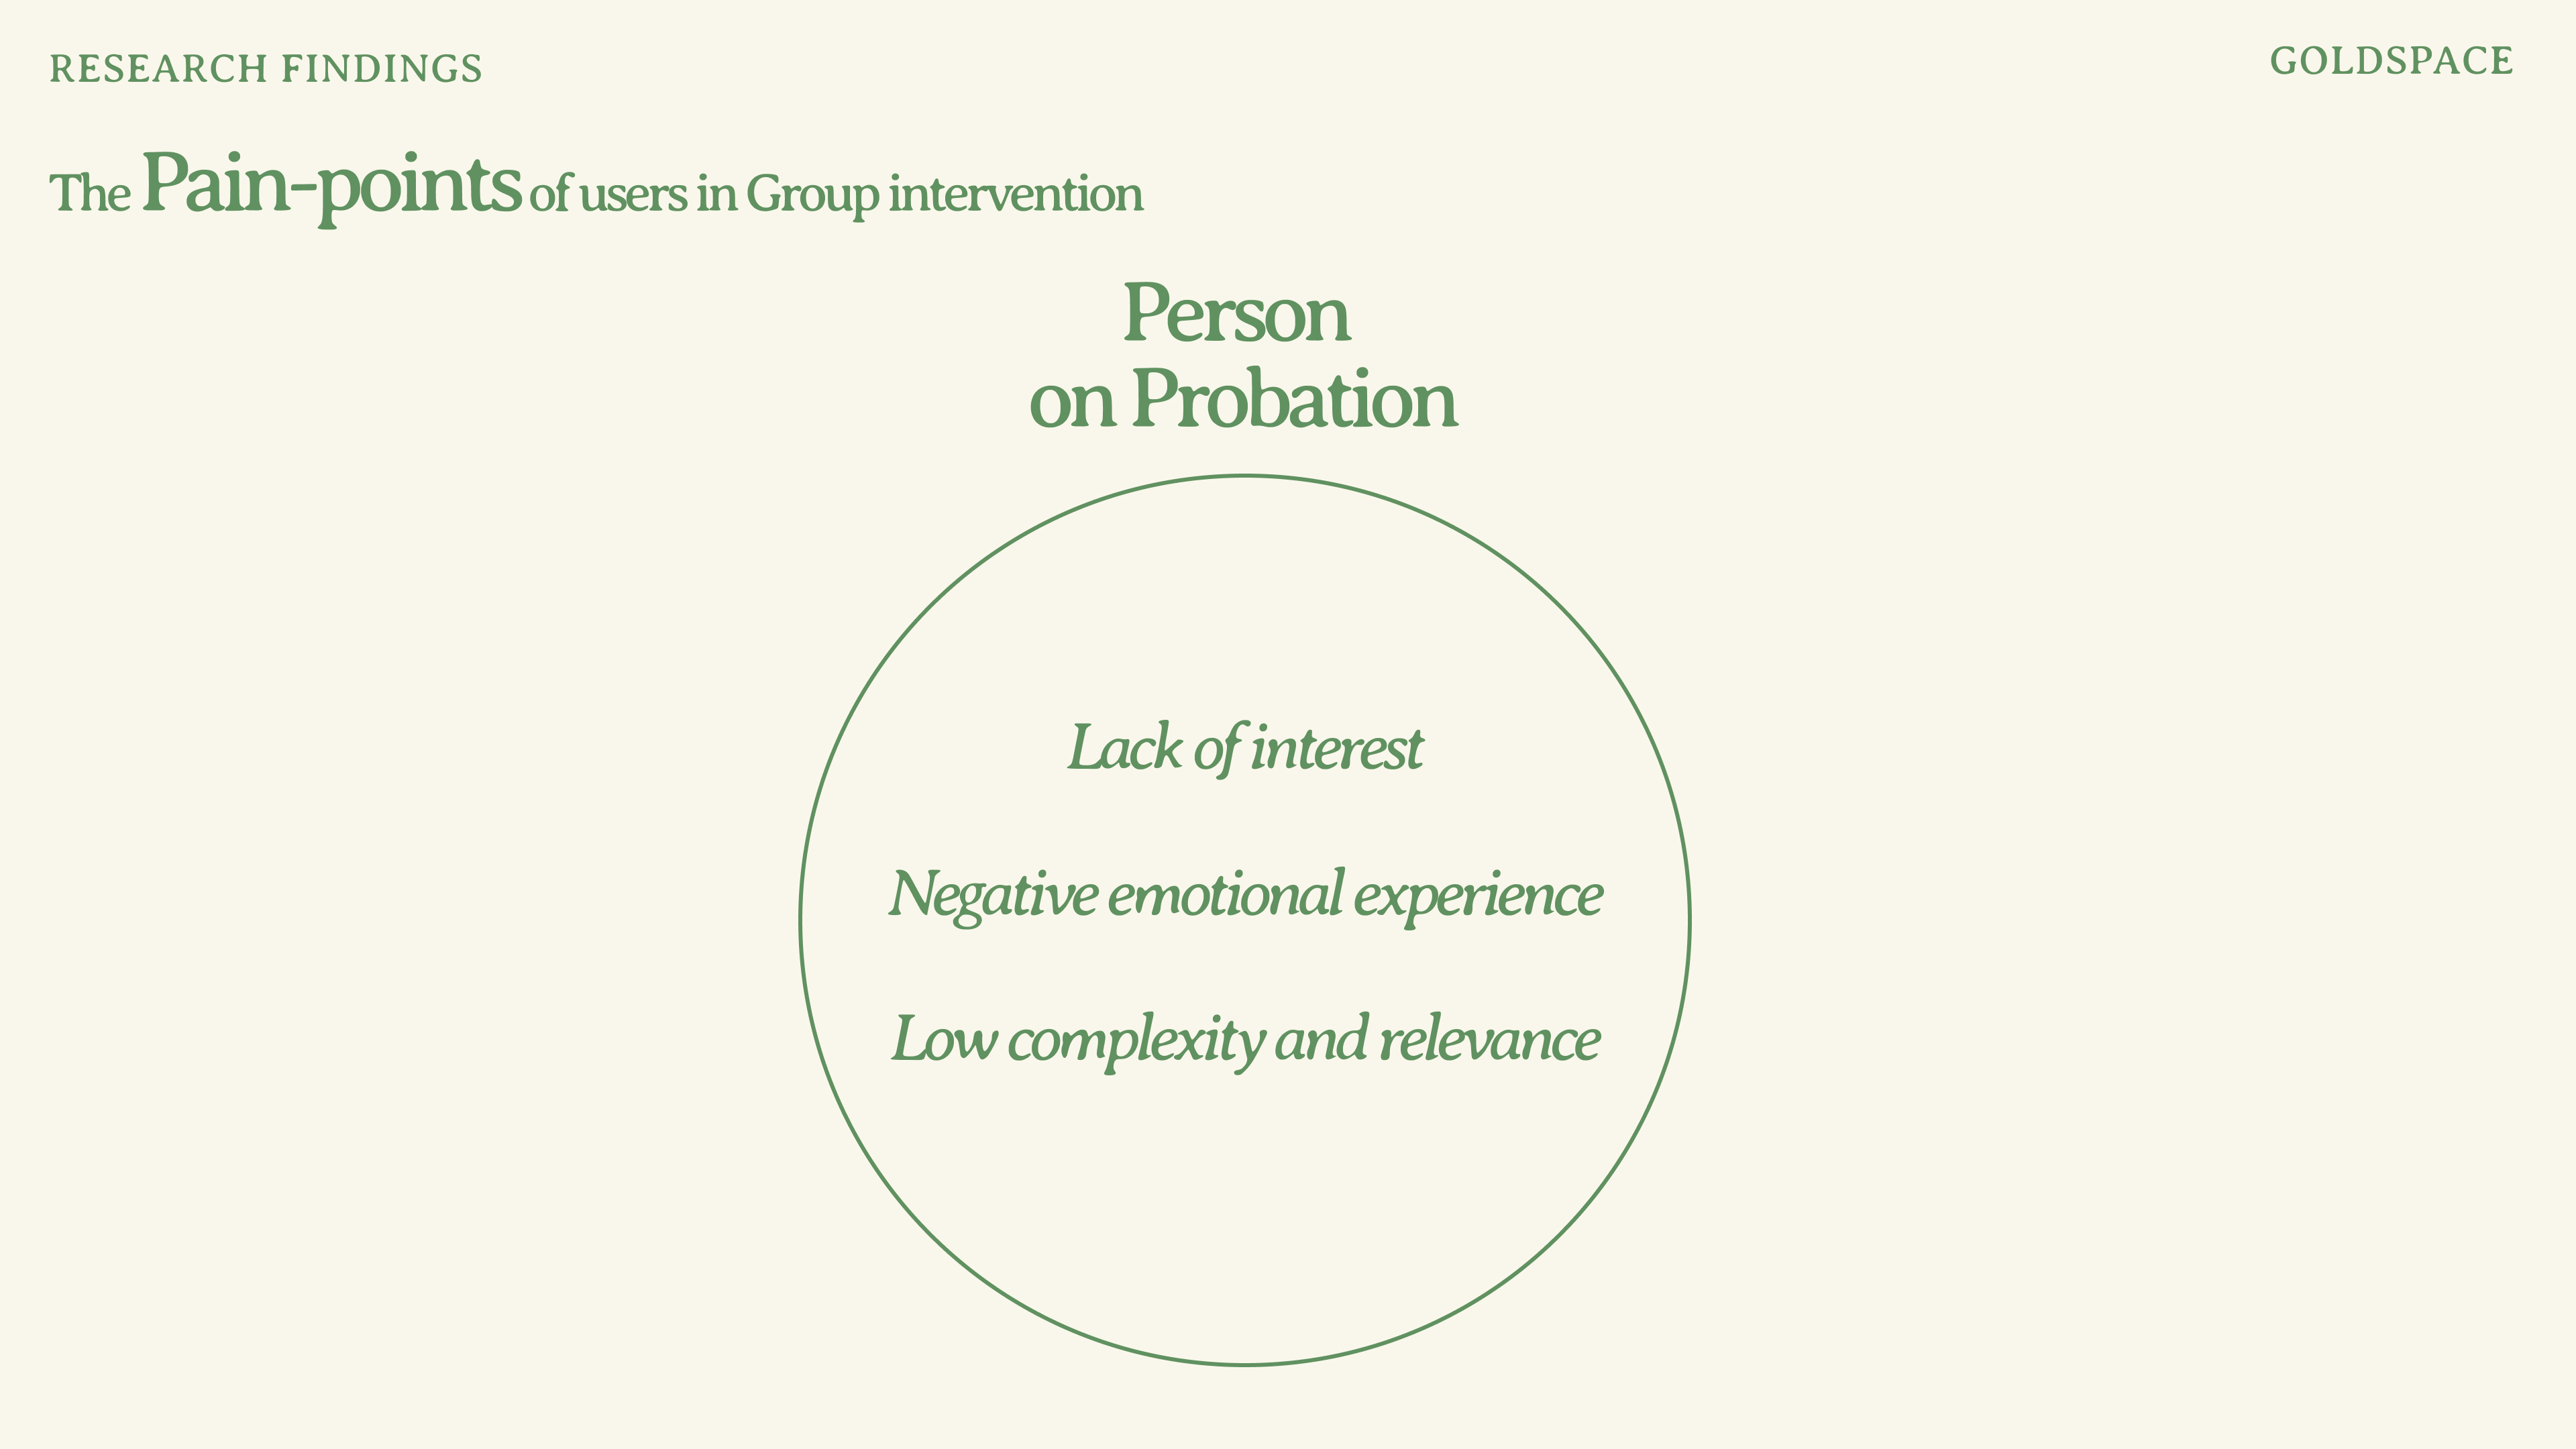 RESEARCH FINDINGS
GOLDSPACE
The Pain-points of users in Group intervention
Person
on Probation
Lack of interest
Negative emotional experience
Low complexity and relevance